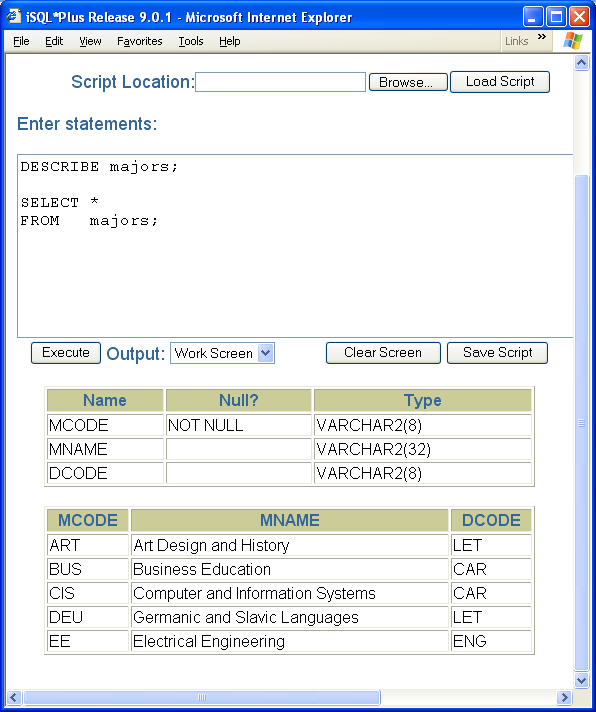 iSQL*Plus Release 9.0.1 - Microsoft Internet Explorer
File Edit View Favorites Tools Help Links »
Script Location: Browse... Load Script
Enter statements:
DESCRIBE majors;
SELECT *
FROM majors;
Execute Output: Work Screen Clear Screen Save Script
Name Null? Type
MCODE NOT NULL VARCHAR2(8)
MNAME VARCHAR2(32)
DCODE VARCHAR2(8)
MCODE MNAME DCODE
ART Art Design and History LET
BUS Business Education CAR
CIS Computer and Information Systems CAR
DEU Germanic and Slavic Languages LET
EE Electrical Engineering ENG